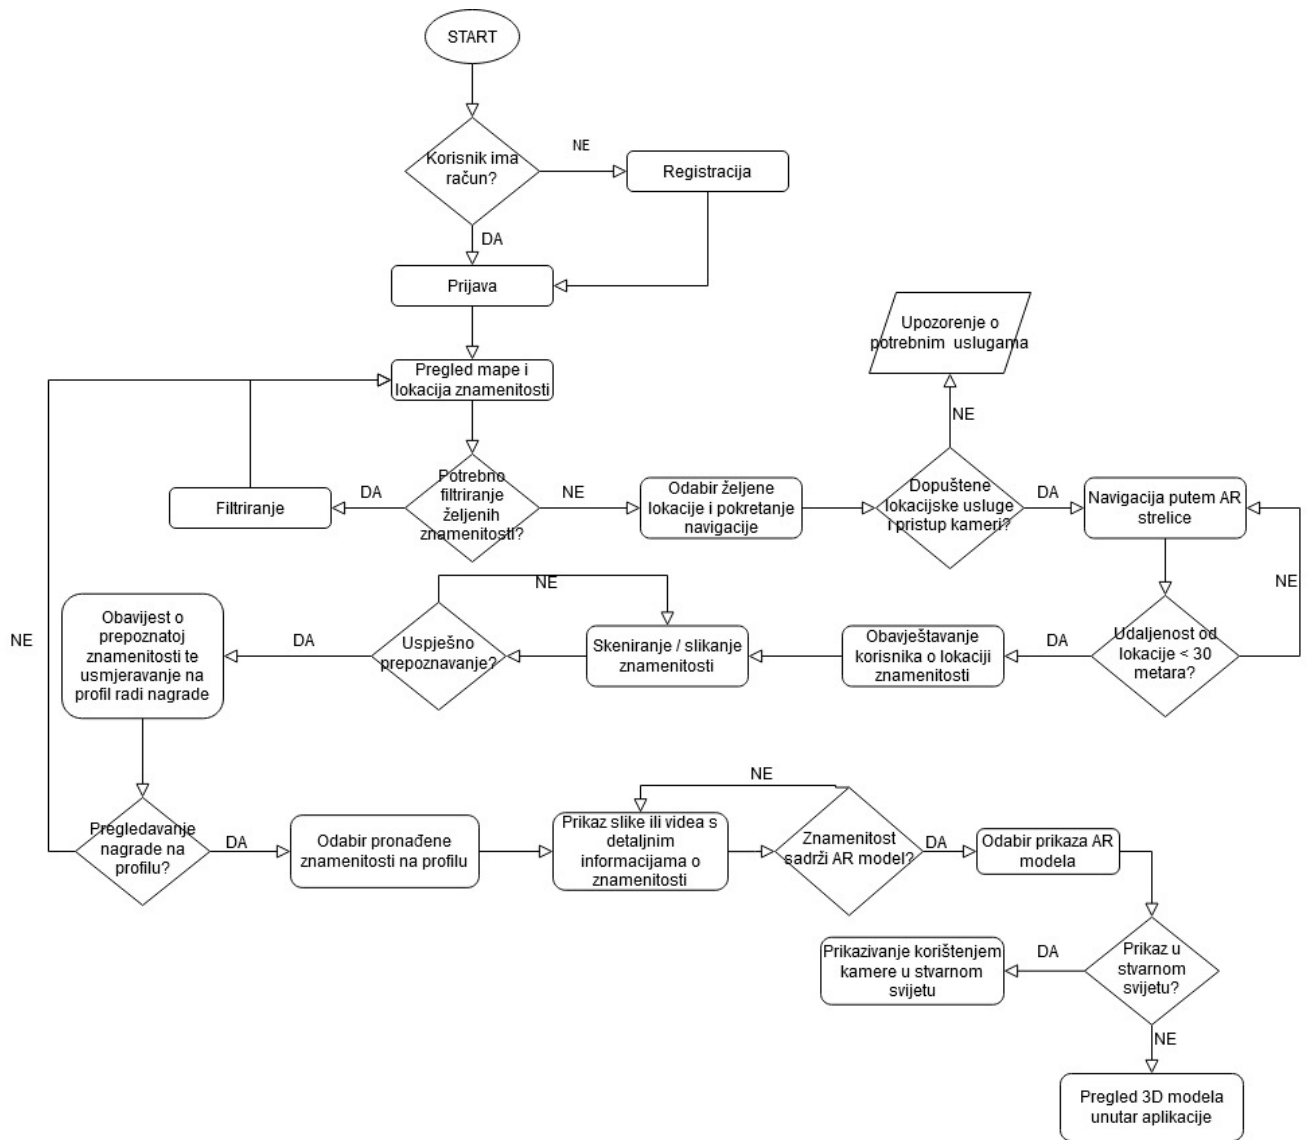 START
Korisnik ima
račun?
NE
Registracija
DA
Prijava
Pregled mape i
lokacija znamenitosti
Potrebno
filtriranje
željenih
znamenitosti?
DA
Filtriranje
NE
Odabir željene
lokacije i pokretanje
navigacije
Dopuštene
lokacijske usluge
i pristup kameri?
NE
Upozorenje o
potrebnim uslugama
DA
Navigacija putem AR
strelice
Udaljenost od
lokacije < 30
metara?
NE
DA
Obavještavanje
korisnika o lokaciji
znamenitosti
Skeniranje / slikanje
znamenitosti
Uspješno
prepoznavanje?
NE
DA
Obavijest o
prepoznatoj
znamenitosti te
usmjeravanje na
profil radi nagrade
Pregledavanje
nagrade na
profilu?
NE
DA
Odabir pronađene
znamenitosti na profilu
Prikaz slike ili videa s
detaljnim
informacijama o
znamenitosti
Znamenitost
sadrži AR model?
NE
DA
Odabir prikaza AR
modela
Prikaz u
stvarnom
svijetu?
DA
Prikazivanje korištenjem
kamere u stvarnom
svijetu
NE
Pregled 3D modela
unutar aplikacije